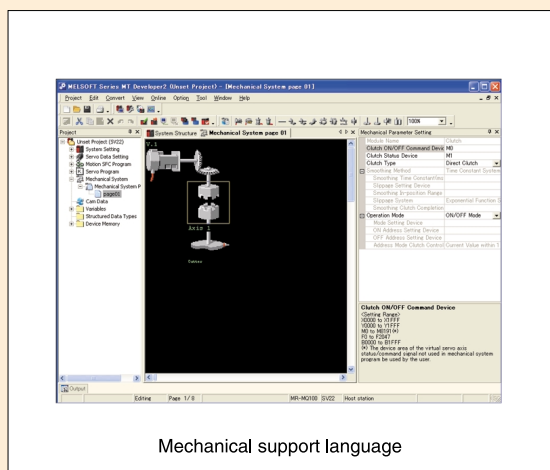 MELSOFT Series MT Developer2 (Unset Project) - [Mechanical System page 01]
Project Edit Convert View Online Option Tool Window Help
100%
Project
Unset Project (SV22)
System Setting
Servo Data Setting
Motion SFC Program
Servo Program
Mechanical System
Mechanical System P
page01
Cam Data
Variables
Structured Data Types
Device Memory
System Structure
Mechanical System page 01
V.1
Axis 1
Mechanical Parameter Setting
Module Name Clutch
Clutch ON/OFF Command Devic M0
Clutch Status Device M1
Clutch Type Direct Clutch
Smoothing Method Time Constant System
Smoothing Time Constant
Slippage Setting Device
Smoothing In-position Range
Slippage System Exponential Function S
Smoothing Clutch Completion
Operation Mode ON/OFF Mode
Mode Setting Device
ON Address Setting Device
OFF Address Setting Device
Address Mode Clutch Control Current Value within
Clutch ON/OFF Command Device
<Setting Range>
X0000 to X1FFF
Y0000 to Y1FFF
M0 to M8191(*)
F0 to F2047
B0000 to B1FFF
(*) The device area of the virtual servo axis
status/command signal not used in mechanical system
program be used by the user.
Output
Editing Page 1/ 8 MR-MQ100 SV22 Host station
Mechanical support language